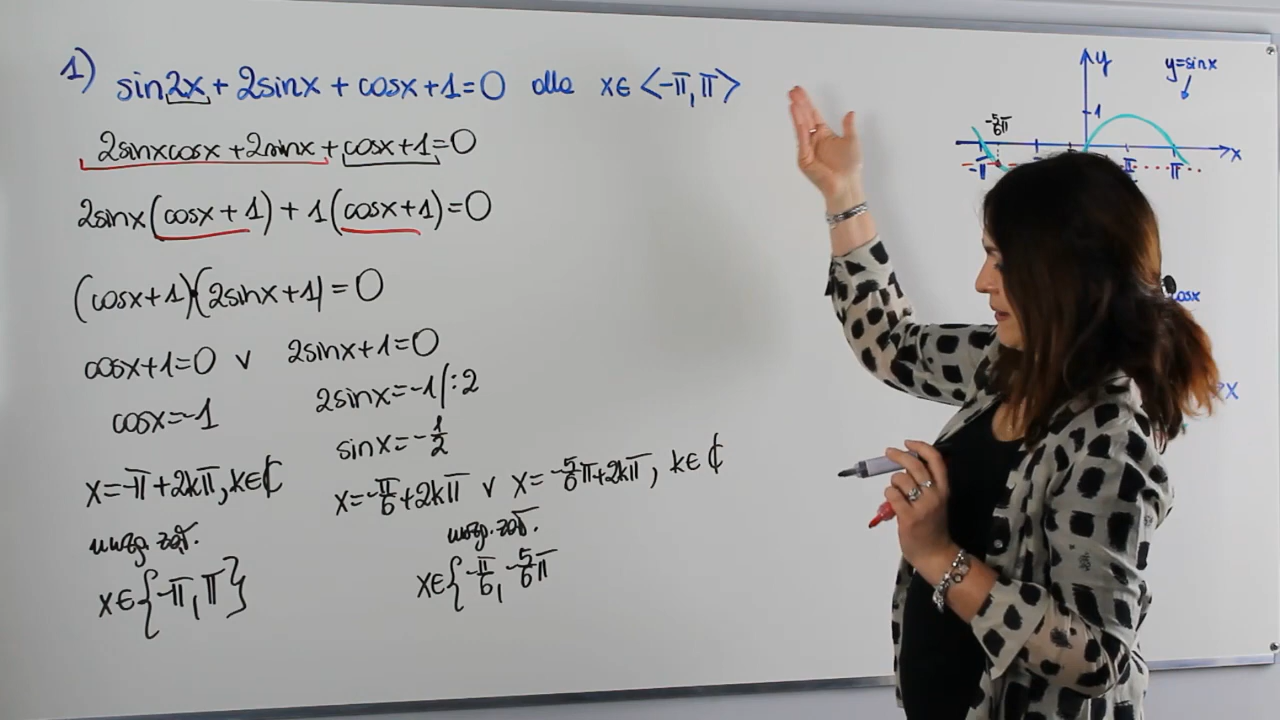 1) sin2x + 2sinx + cosx + 1 = 0 dla x∈<-π, π>
2sinxcosx + 2sinx + cosx + 1 = 0
2sinx(cosx + 1) + 1(cosx + 1) = 0
(cosx + 1)(2sinx + 1) = 0
cosx + 1 = 0 ∨ 2sinx + 1 = 0
cosx = -1
2sinx = -1 /:2
sinx = -1/2
x = -π + 2kπ, k∈C
x = -π/6 + 2kπ ∨ x = -5/6π + 2kπ, k∈C
uwzg. zał.
uwzg. zał.
x∈{-π, π}
x∈{-π/6, -5/6π
y
y=sinx
1
-5/6π
x
-π
π
cosx
x